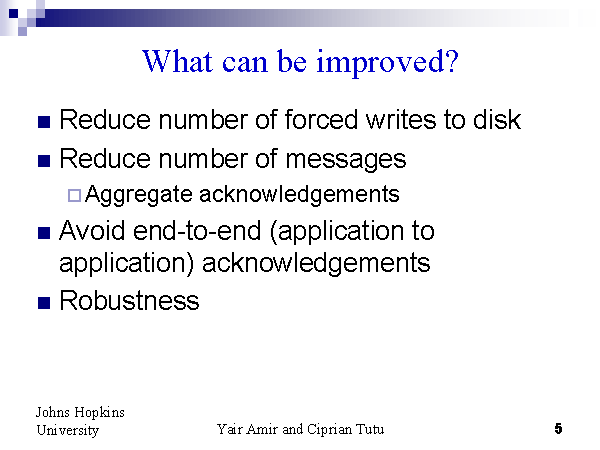 What can be improved?
Reduce number of forced writes to disk
Reduce number of messages
Aggregate acknowledgements
Avoid end-to-end (application to
application) acknowledgements
Robustness
Johns Hopkins
University
Yair Amir and Ciprian Tutu
5